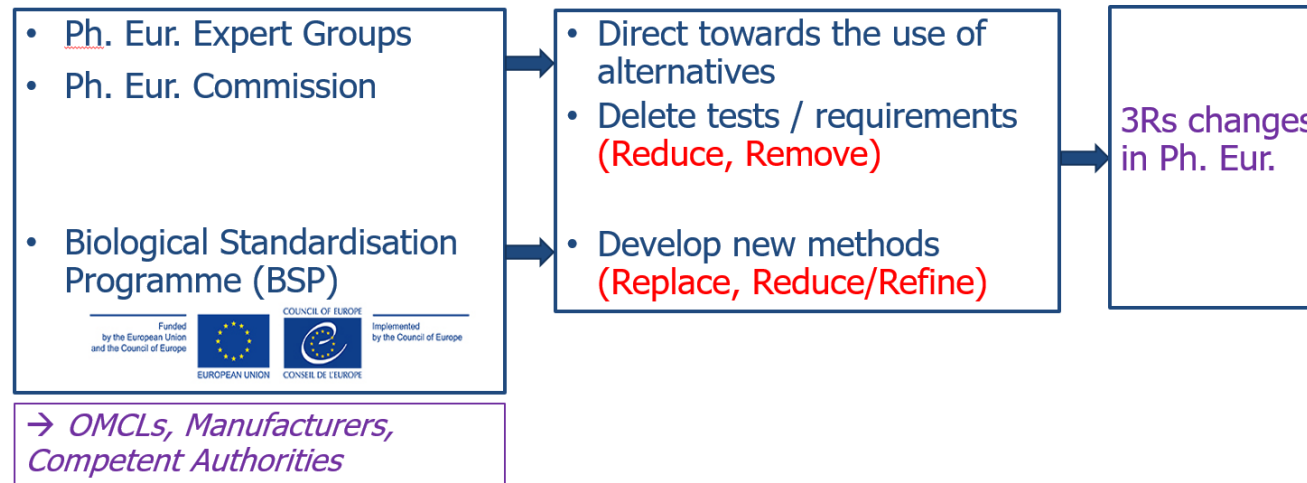 • Ph. Eur. Expert Groups
• Ph. Eur. Commission
• Biological Standardisation
Programme (BSP)
Funded
by the European Union
and the Council of Europe
EUROPEAN UNION
COUNCIL OF EUROPE
CONSEIL DE L'EUROPE
Implemented
by the Council of Europe
→ OMCLs, Manufacturers,
Competent Authorities
• Direct towards the use of
alternatives
• Delete tests / requirements
(Reduce, Remove)
• Develop new methods
(Replace, Reduce/Refine)
3Rs changes
in Ph. Eur.